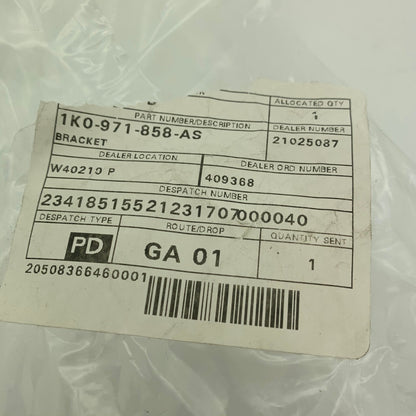 ALLOCATED QTY
1
PART NUMBER/DESCRIPTION DEALER NUMBER
1K0-971-858-AS 21025087
BRACKET
DEALER LOCATION DEALER ORD NUMBER
W40210 P 409368
DESPATCH NUMBER
234185155212317070000040
DESPATCH TYPE ROUTE/DROP QUANTITY SENT
PD GA 01 1
20508366460001